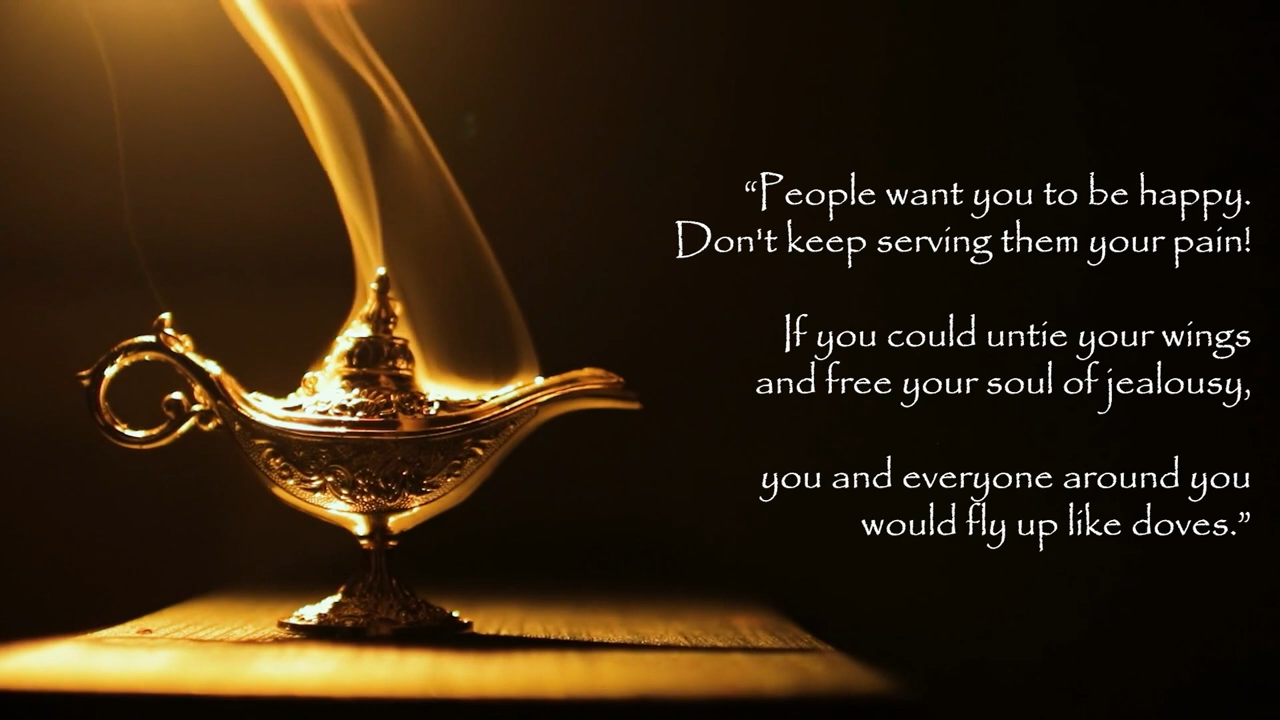 “People want you to be happy.
Don't keep serving them your pain!
If you could untie your wings
and free your soul of jealousy,
you and everyone around you
would fly up like doves.”